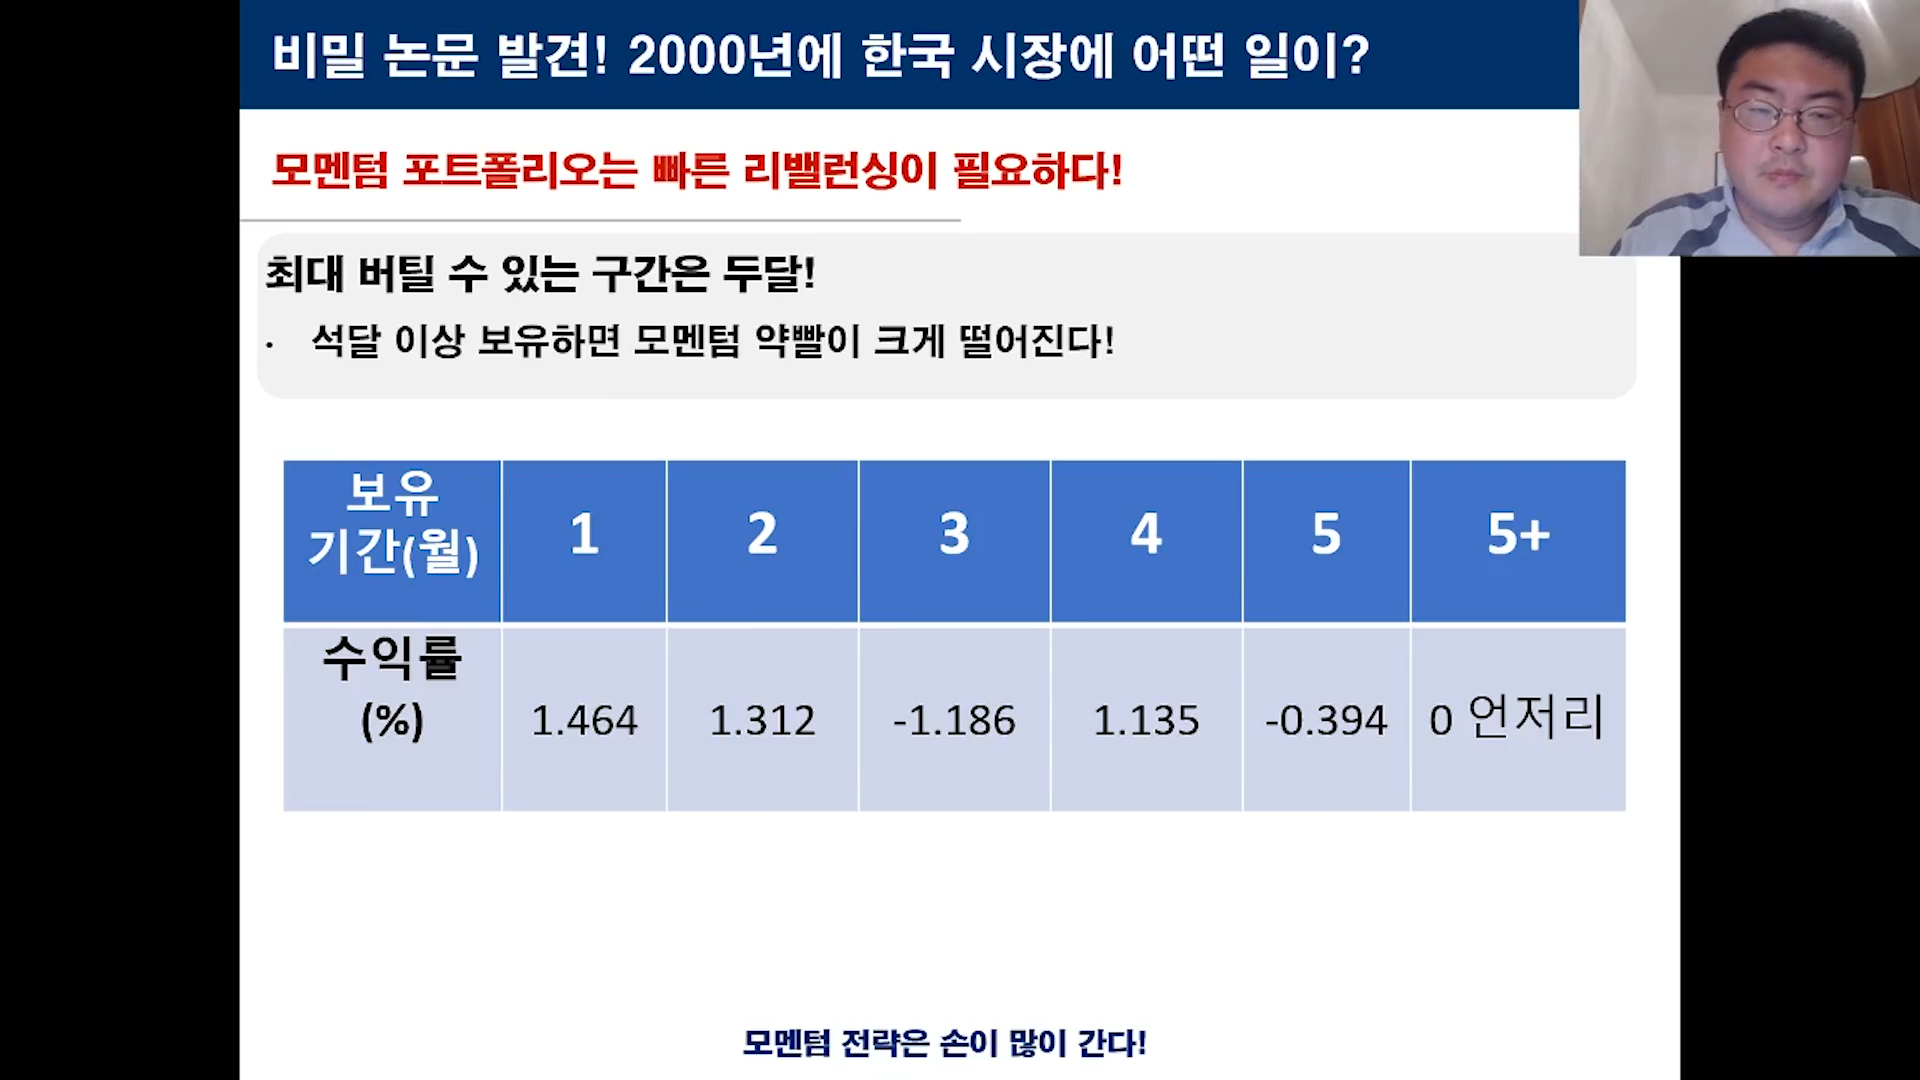 비밀 논문 발견! 2000년에 한국 시장에 어떤 일이?
모멘텀 포트폴리오는 빠른 리밸런싱이 필요하다!
최대 버틸 수 있는 구간은 두달!
· 석달 이상 보유하면 모멘텀 약빨이 크게 떨어진다!
보유 기간(월) 1 2 3 4 5 5+
수익률 (%) 1.464 1.312 -1.186 1.135 -0.394 0 언저리
모멘텀 전략은 손이 많이 간다!